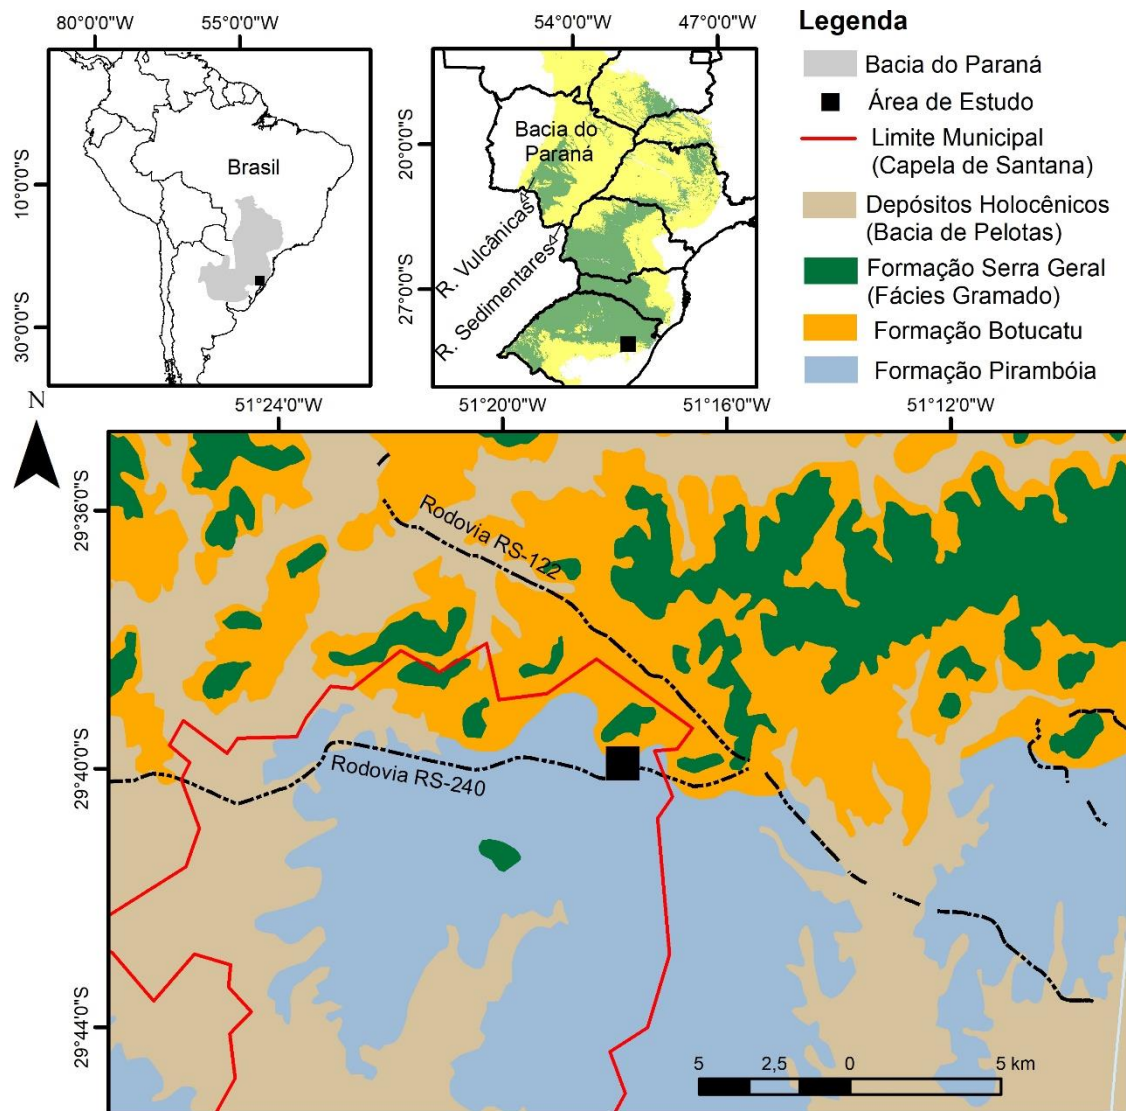 80°0'0"W
55°0'0"W
10°0'0"S
30°0'0"S
Brasil
54°0'0"W
47°0'0"W
20°0'0"S
27°0'0"S
Bacia do
Paraná
R. Vulcânicas
R. Sedimentares
Legenda
Bacia do Paraná
Área de Estudo
Limite Municipal
(Capela de Santana)
Depósitos Holocênicos
(Bacia de Pelotas)
Formação Serra Geral
(Fácies Gramado)
Formação Botucatu
Formação Pirambóia
N
51°24'0"W
51°20'0"W
51°16'0"W
51°12'0"W
29°36'0"S
29°40'0"S
29°44'0"S
Rodovia RS-122
Rodovia RS-240
5
2,5
0
5 km